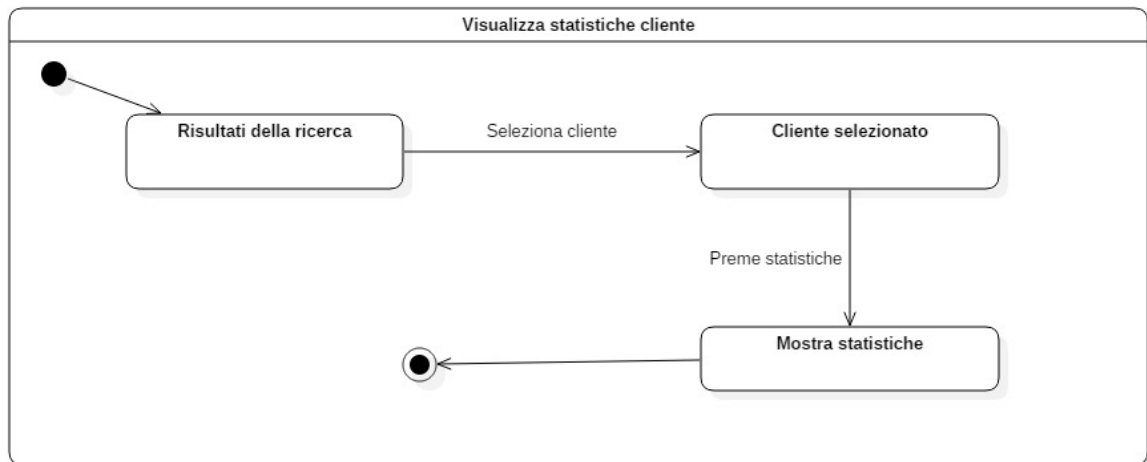 Visualizza statistiche cliente
Risultati della ricerca
Seleziona cliente
Cliente selezionato
Preme statistiche
Mostra statistiche